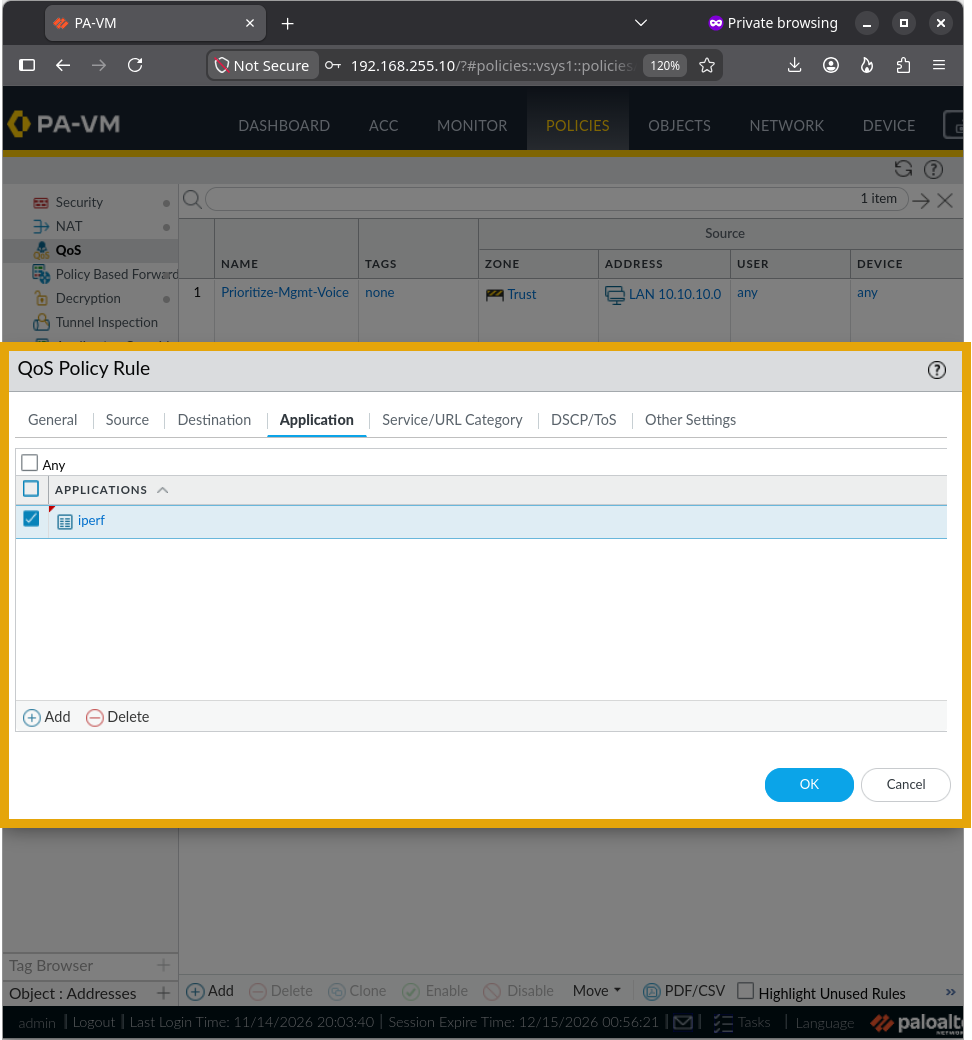 PA-VM
Private browsing
Not Secure 192.168.255.10/?#policies::vsys1::policies 120%
PA-VM DASHBOARD ACC MONITOR POLICIES OBJECTS NETWORK DEVICE
Security
NAT
QoS
Policy Based Forward
Decryption
Tunnel Inspection
1 item
Source
NAME TAGS ZONE ADDRESS USER DEVICE
1 Prioritize-Mgmt-Voice none Trust LAN 10.10.10.0 any any
QoS Policy Rule
General Source Destination Application Service/URL Category DSCP/ToS Other Settings
Any
APPLICATIONS
iperf
Add Delete
OK Cancel
Tag Browser
Object : Addresses
Add Delete Clone Enable Disable Move PDF/CSV Highlight Unused Rules »
admin | Logout | Last Login Time: 11/14/2026 20:03:40 | Session Expire Time: 12/15/2026 00:56:21 | Tasks | Language paloalto